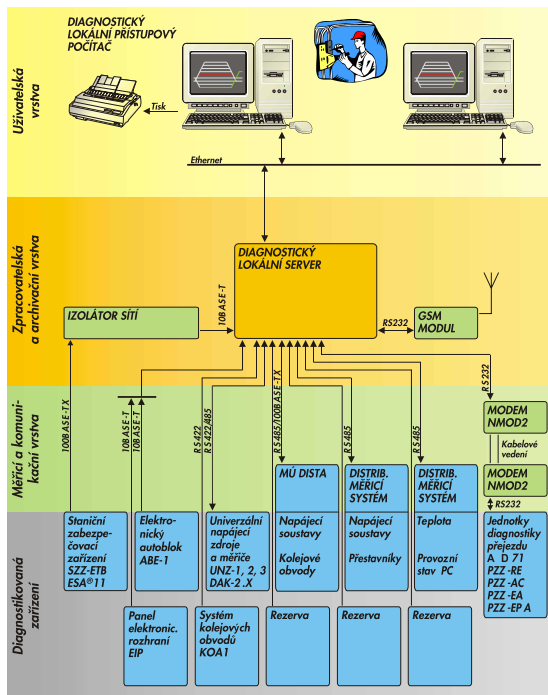 DIAGNOSTICKÝ
LOKÁLNÍ PŘÍSTUPOVÝ
POČÍTAČ
Uživatelská
vrstva
Tisk
Ethernet
Zpracovatelská
a archivační vrstva
DIAGNOSTICKÝ
LOKÁLNÍ SERVER
IZOLÁTOR SÍTÍ
10BASE-T
RS232
GSM
MODUL
Měřicí a komuni-
kační vrstva
100BASE-TX
10BASE-T
10BASE-T
RS422
RS422/485
RS485/100BASE-TX
RS485
RS485
RS232
MODEM
NMOD2
Kabelové
vedení
MODEM
NMOD2
RS232
MÚ DISTA
DISTRIB.
MĚŘICÍ
SYSTÉM
DISTRIB.
MĚŘICÍ
SYSTÉM
Diagnostikovaná
zařízení
Staniční
zabezpe-
čovací
zařízení
SZZ-ETB
ESA®11
Elektro-
nický
autoblok
ABE-1
Univerzální
napájecí
zdroje
a měřiče
UNZ-1, 2, 3
DAK-2.X
Napájecí
soustavy
Kolejové
obvody
Napájecí
soustavy
Přestavníky
Teplota
Provozní
stav PC
Jednotky
diagnostiky
přejezdu
A D 71
PZZ-RE
PZZ-AC
PZZ-EA
PZZ-EP A
Panel
elektronic.
rozhraní
EIP
Systém
kolejových
obvodů
KOA1
Rezerva
Rezerva
Rezerva